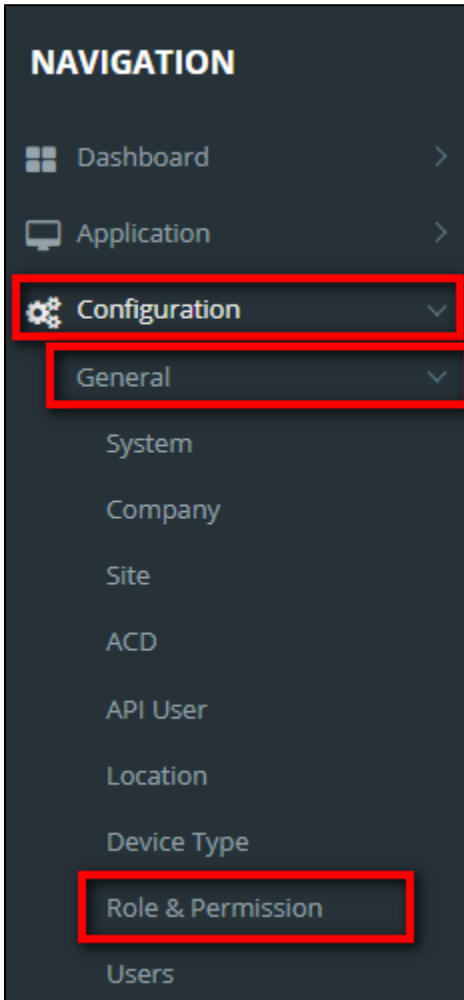 NAVIGATION
Dashboard
Application
Configuration
General
System
Company
Site
ACD
API User
Location
Device Type
Role & Permission
Users